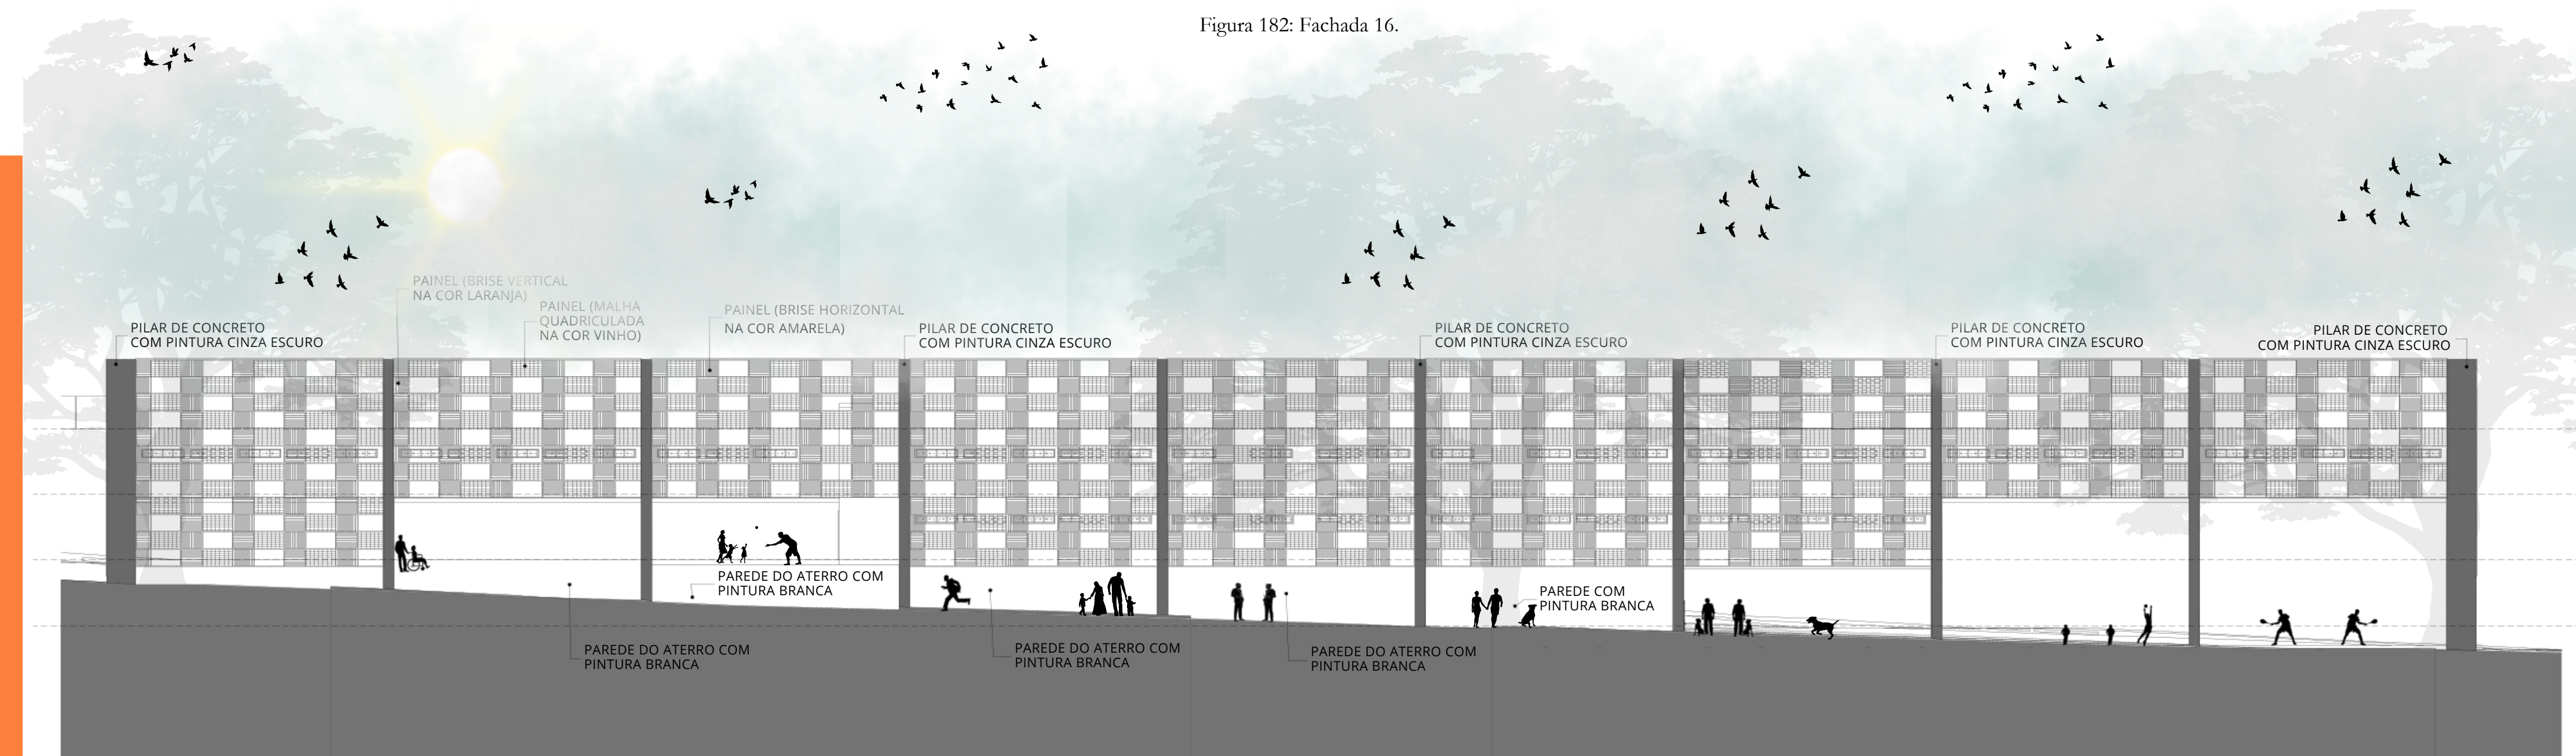 Figura 182: Fachada 16.
PAINEL (BRISE VERTICAL
NA COR LARANJA)
PAINEL (MALHA
QUADRICULADA
NA COR VINHO)
PAINEL (BRISE HORIZONTAL
NA COR AMARELA)
PILAR DE CONCRETO
COM PINTURA CINZA ESCURO
PILAR DE CONCRETO
COM PINTURA CINZA ESCURO
PILAR DE CONCRETO
COM PINTURA CINZA ESCURO
PILAR DE CONCRETO
COM PINTURA CINZA ESCURO
PILAR DE CONCRETO
COM PINTURA CINZA ESCURO
PAREDE DO ATERRO COM
PINTURA BRANCA
PAREDE COM
PINTURA BRANCA
PAREDE DO ATERRO COM
PINTURA BRANCA
PAREDE DO ATERRO COM
PINTURA BRANCA
PAREDE DO ATERRO COM
PINTURA BRANCA